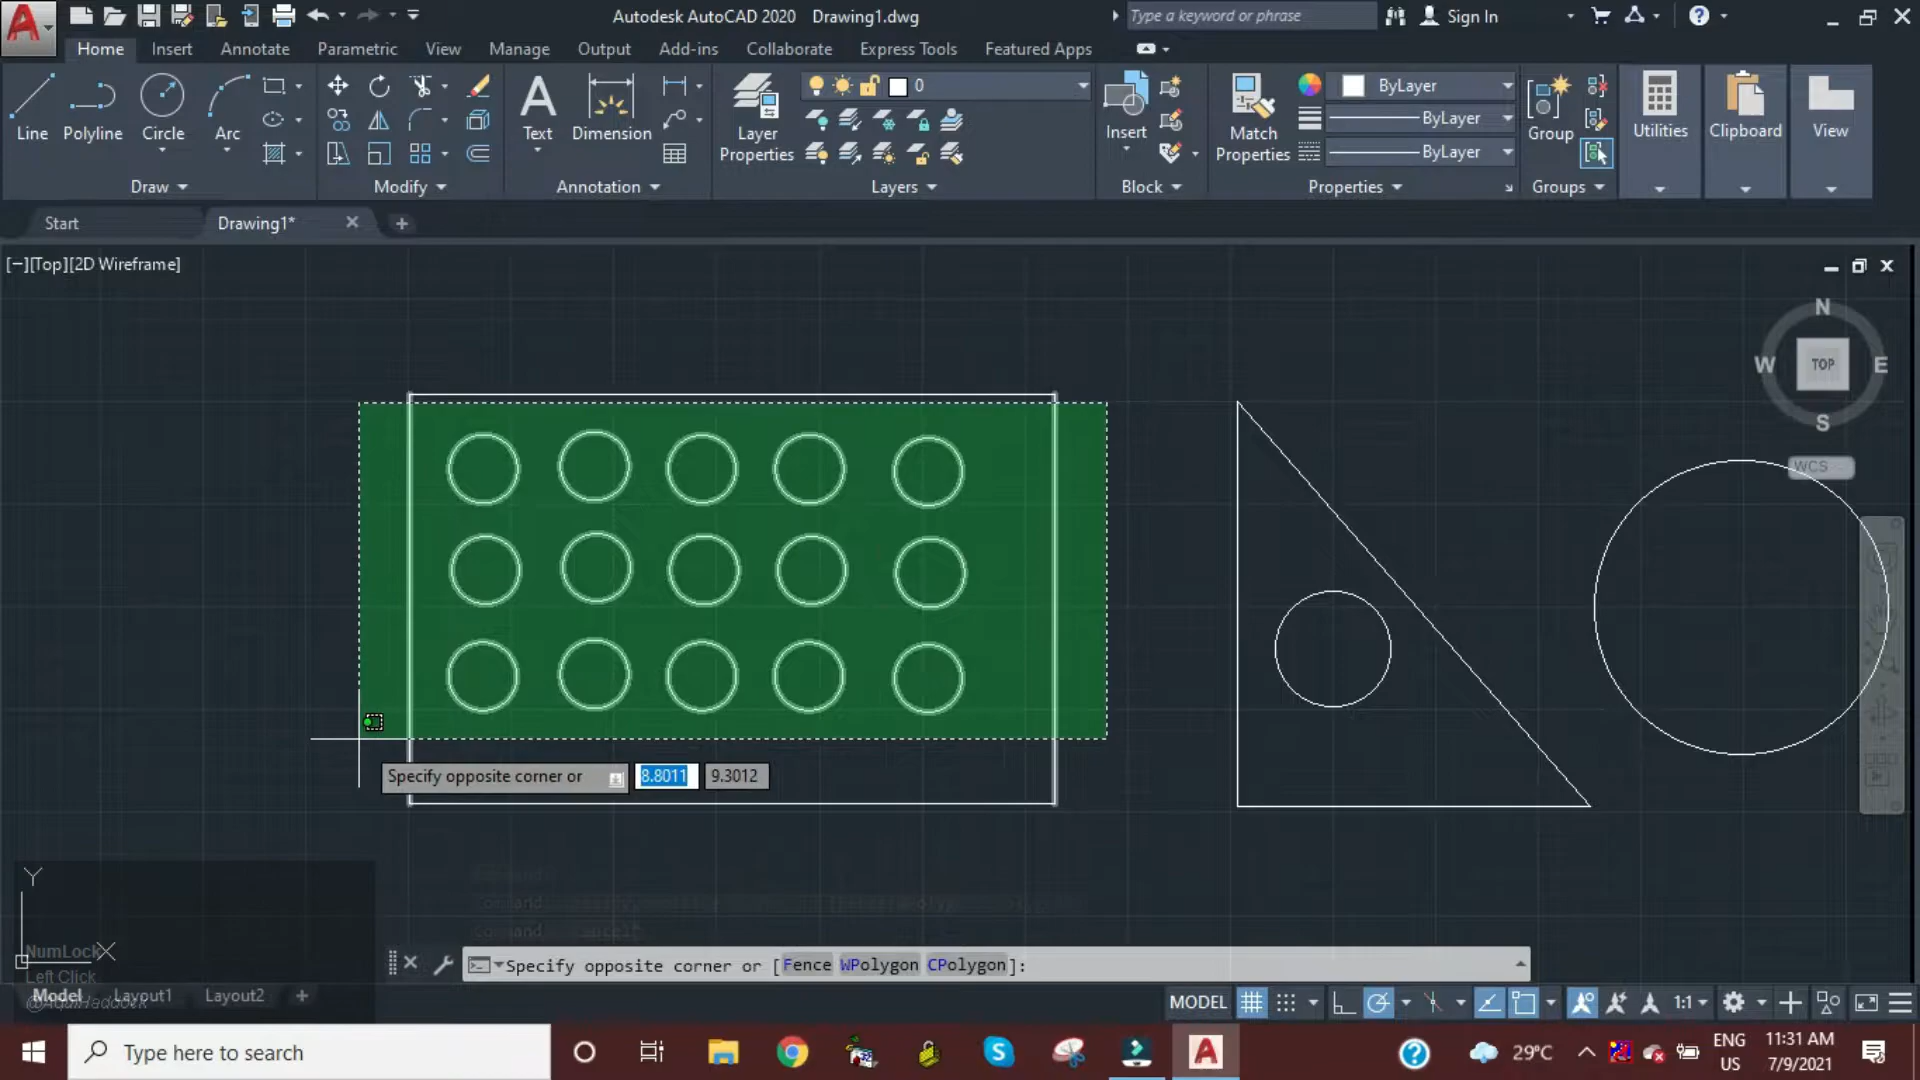 Autodesk AutoCAD 2020 Drawing1.dwg
Type a keyword or phrase
Sign In
Home Insert Annotate Parametric View Manage Output Add-ins Collaborate Express Tools Featured Apps
Line Polyline Circle Arc
Text Dimension
Layer Properties
0
Insert
Match Properties
ByLayer
ByLayer
ByLayer
Group
Utilities Clipboard View
Draw Modify Annotation Layers Block Properties Groups
Start Drawing1*
[−][Top][2D Wireframe]
N
W TOP E
S
WCS
Specify opposite corner or 8.8011 9.3012
Y
X
NumLock
Left Click
Specify opposite corner or [Fence WPolygon CPolygon]:
Model Layout1 Layout2
MODEL 1:1
Type here to search
29°C
ENG
US
11:31 AM
7/9/2021